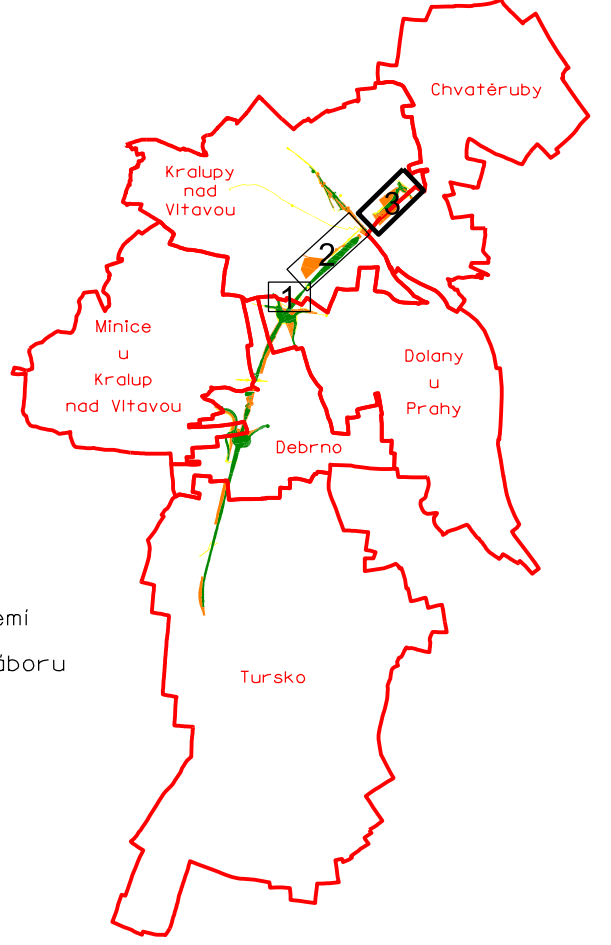 Chvatěruby
Kralupy
nad
Vltavou
3
2
1
Minice
u
Kralup
nad Vltavou
Dolany
u
Prahy
Debrno
emí
áboru
Tursko